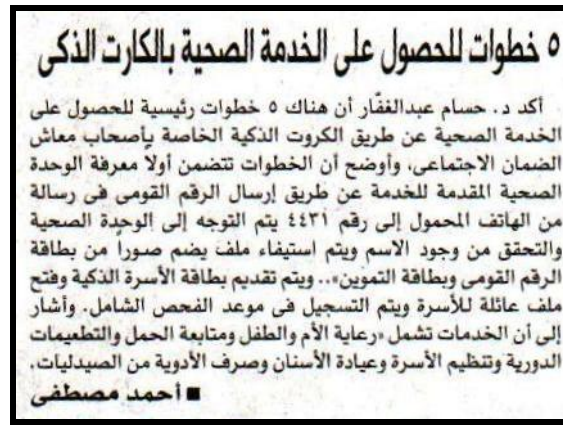 ٥ خطوات للحصول على الخدمة الصحية بالكارت الذكى
أكد د. حسام عبدالغفّار أن هناك ٥ خطوات رئيسية للحصول على
الخدمة الصحية عن طريق الكروت الذكية الخاصة بأصحاب معاش
الضمان الاجتماعى، وأوضح أن الخطوات تتضمن أولاً معرفة الوحدة
الصحية المقدمة للخدمة عن طريق إرسال الرقم القومى فى رسالة
من الهاتف المحمول إلى رقم ٤٤٣١ يتم التوجه إلى الوحدة الصحية
والتحقق من وجود الاسم ويتم استيفاء ملف يضم صوراً من بطاقة
الرقم القومى وبطاقة التموين».. ويتم تقديم بطاقة الأسرة الذكية وفتح
ملف عائلة للأسرة ويتم التسجيل فى موعد الفحص الشامل. وأشار
إلى أن الخدمات تشمل «رعاية الأم والطفل ومتابعة الحمل والتطعيمات
الدورية وتنظيم الأسرة وعيادة الأسنان وصرف الأدوية من الصيدليات.
■ أحمد مصطفى